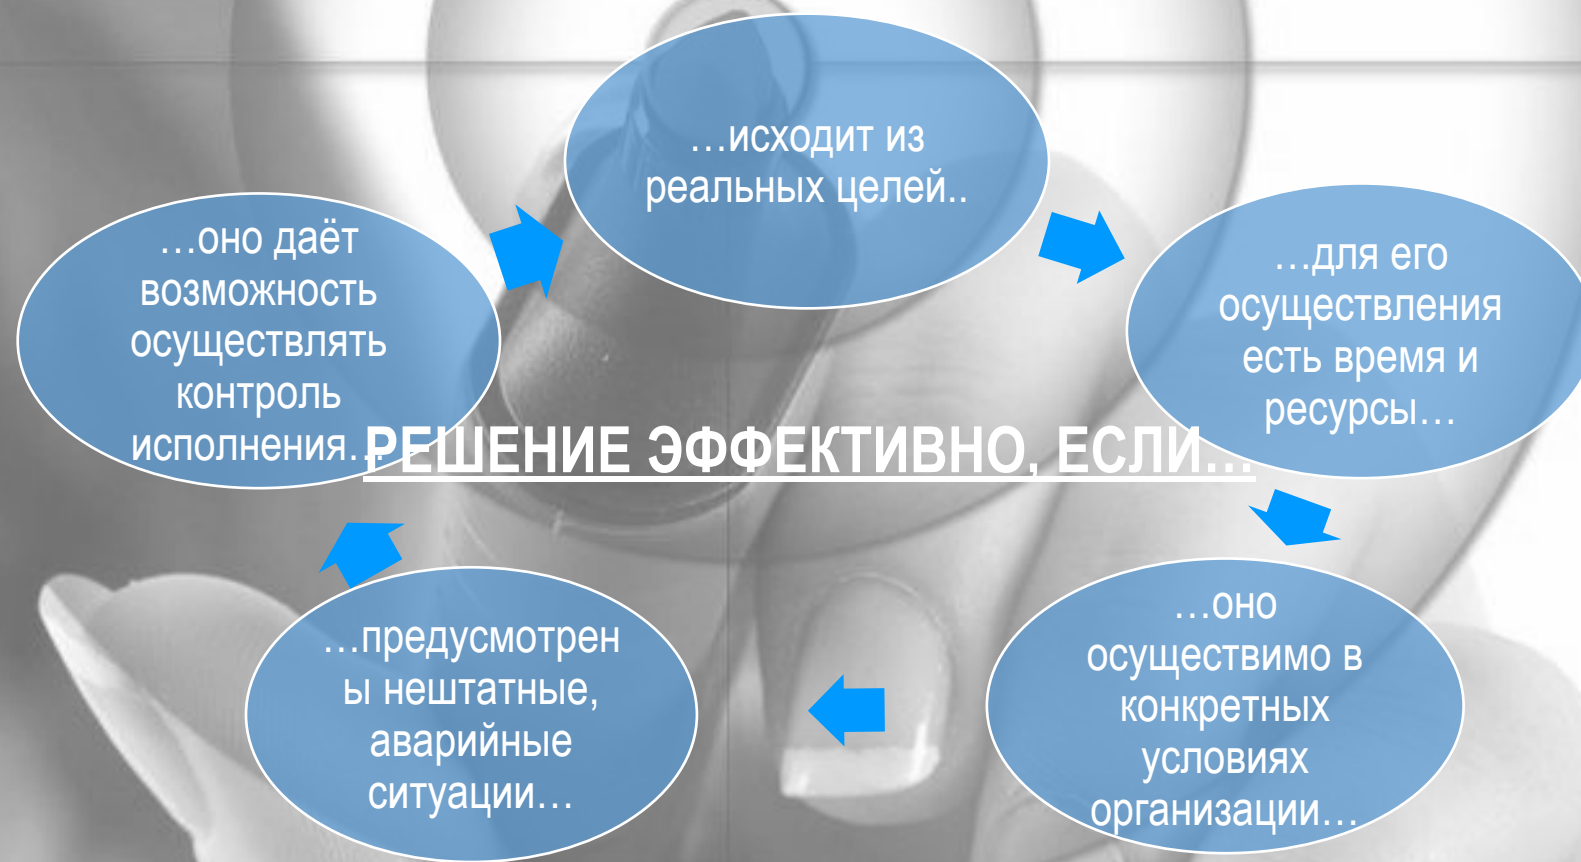 …исходит из
реальных целей..
…для его
осуществления
есть время и
ресурсы…
…оно
осуществимо в
конкретных
условиях
организации…
…предусмотрен
ы нештатные,
аварийные
ситуации…
…оно даёт
возможность
осуществлять
контроль
исполнения…
РЕШЕНИЕ ЭФФЕКТИВНО, ЕСЛИ…